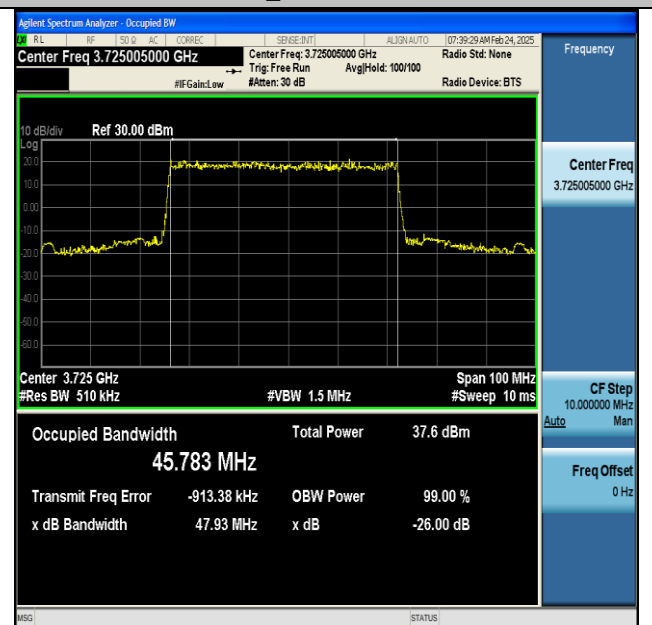 Agilent Spectrum Analyzer - Occupied BW
RL RF 50 Ω AC CORREC SENSE:INT ALIGN AUTO 07:39:29 AM Feb 24, 2025
Center Freq 3.725005000 GHz
Center Freq: 3.725005000 GHz
Radio Std: None
Trig: Free Run Avg|Hold: 100/100
#IFGain:Low #Atten: 30 dB Radio Device: BTS
10 dB/div Ref 30.00 dBm
Log
20.0
10.0
0.00
-10.0
-20.0
-30.0
-40.0
-50.0
-60.0
Center 3.725 GHz Span 100 MHz
#Res BW 510 kHz #VBW 1.5 MHz #Sweep 10 ms
Occupied Bandwidth Total Power 37.6 dBm
45.783 MHz
Transmit Freq Error -913.38 kHz OBW Power 99.00 %
x dB Bandwidth 47.93 MHz x dB -26.00 dB
MSG STATUS
Frequency
Center Freq
3.725005000 GHz
CF Step
10.000000 MHz
Auto Man
Freq Offset
0 Hz